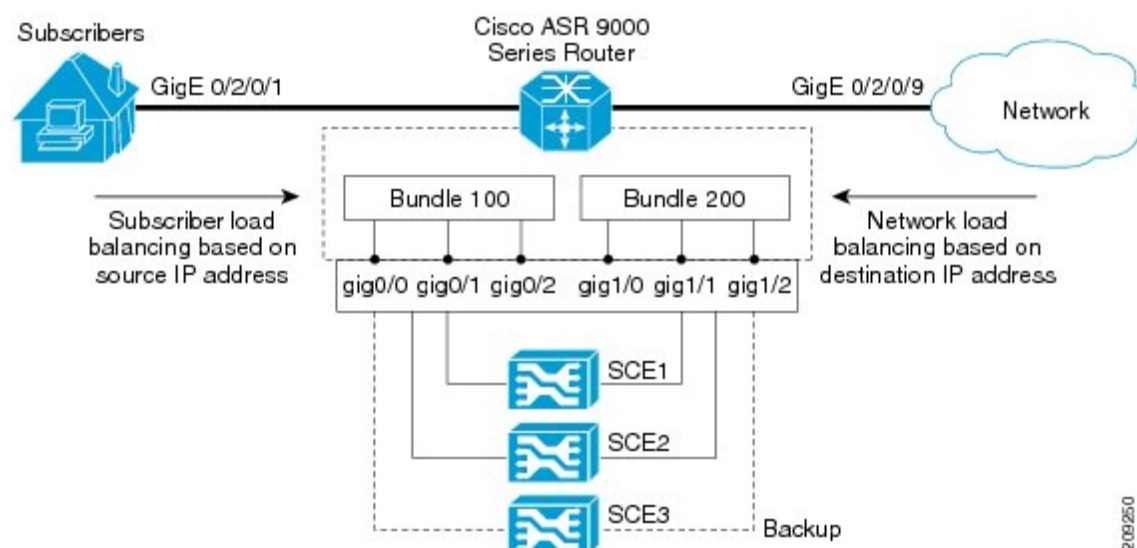 Subscribers
Cisco ASR 9000
Series Router
GigE 0/2/0/1
GigE 0/2/0/9
Network
Bundle 100
Bundle 200
Subscriber load
balancing based on
source IP address
Network load
balancing based on
destination IP address
gig0/0 gig0/1 gig0/2 gig1/0 gig1/1 gig1/2
SCE1
SCE2
SCE3
Backup
209250